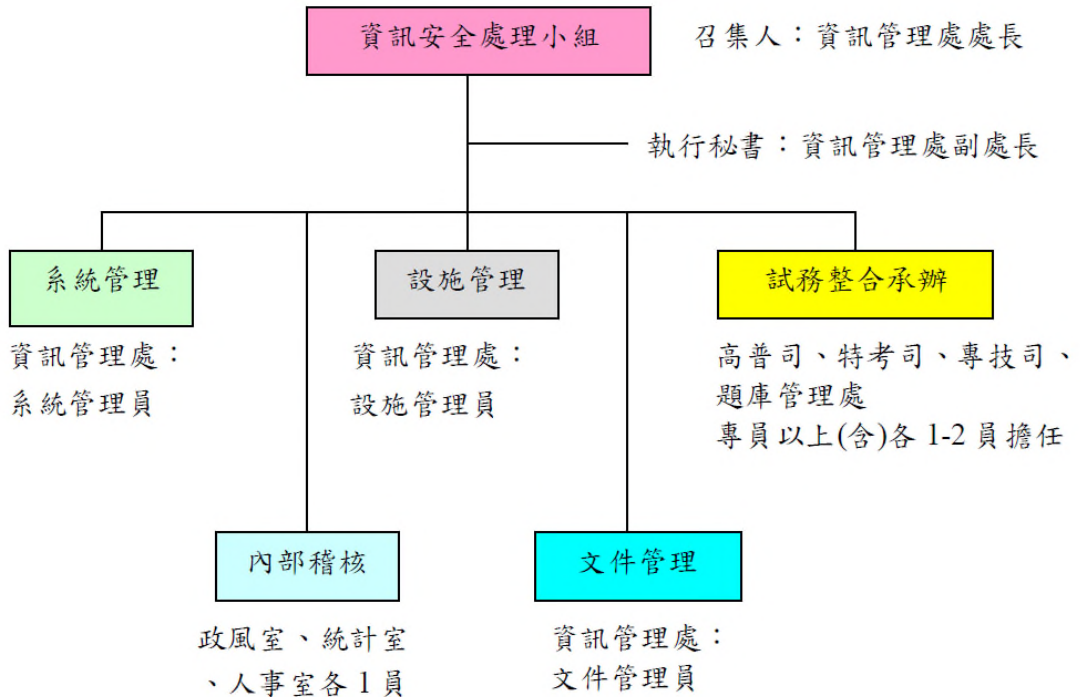 資訊安全處理小組
召集人：資訊管理處處長
執行秘書：資訊管理處副處長
系統管理
資訊管理處：
系統管理員
設施管理
資訊管理處：
設施管理員
試務整合承辦
高普司、特考司、專技司、
題庫管理處
專員以上(含)各 1-2 員擔任
內部稽核
政風室、統計室
、人事室各 1 員
文件管理
資訊管理處：
文件管理員